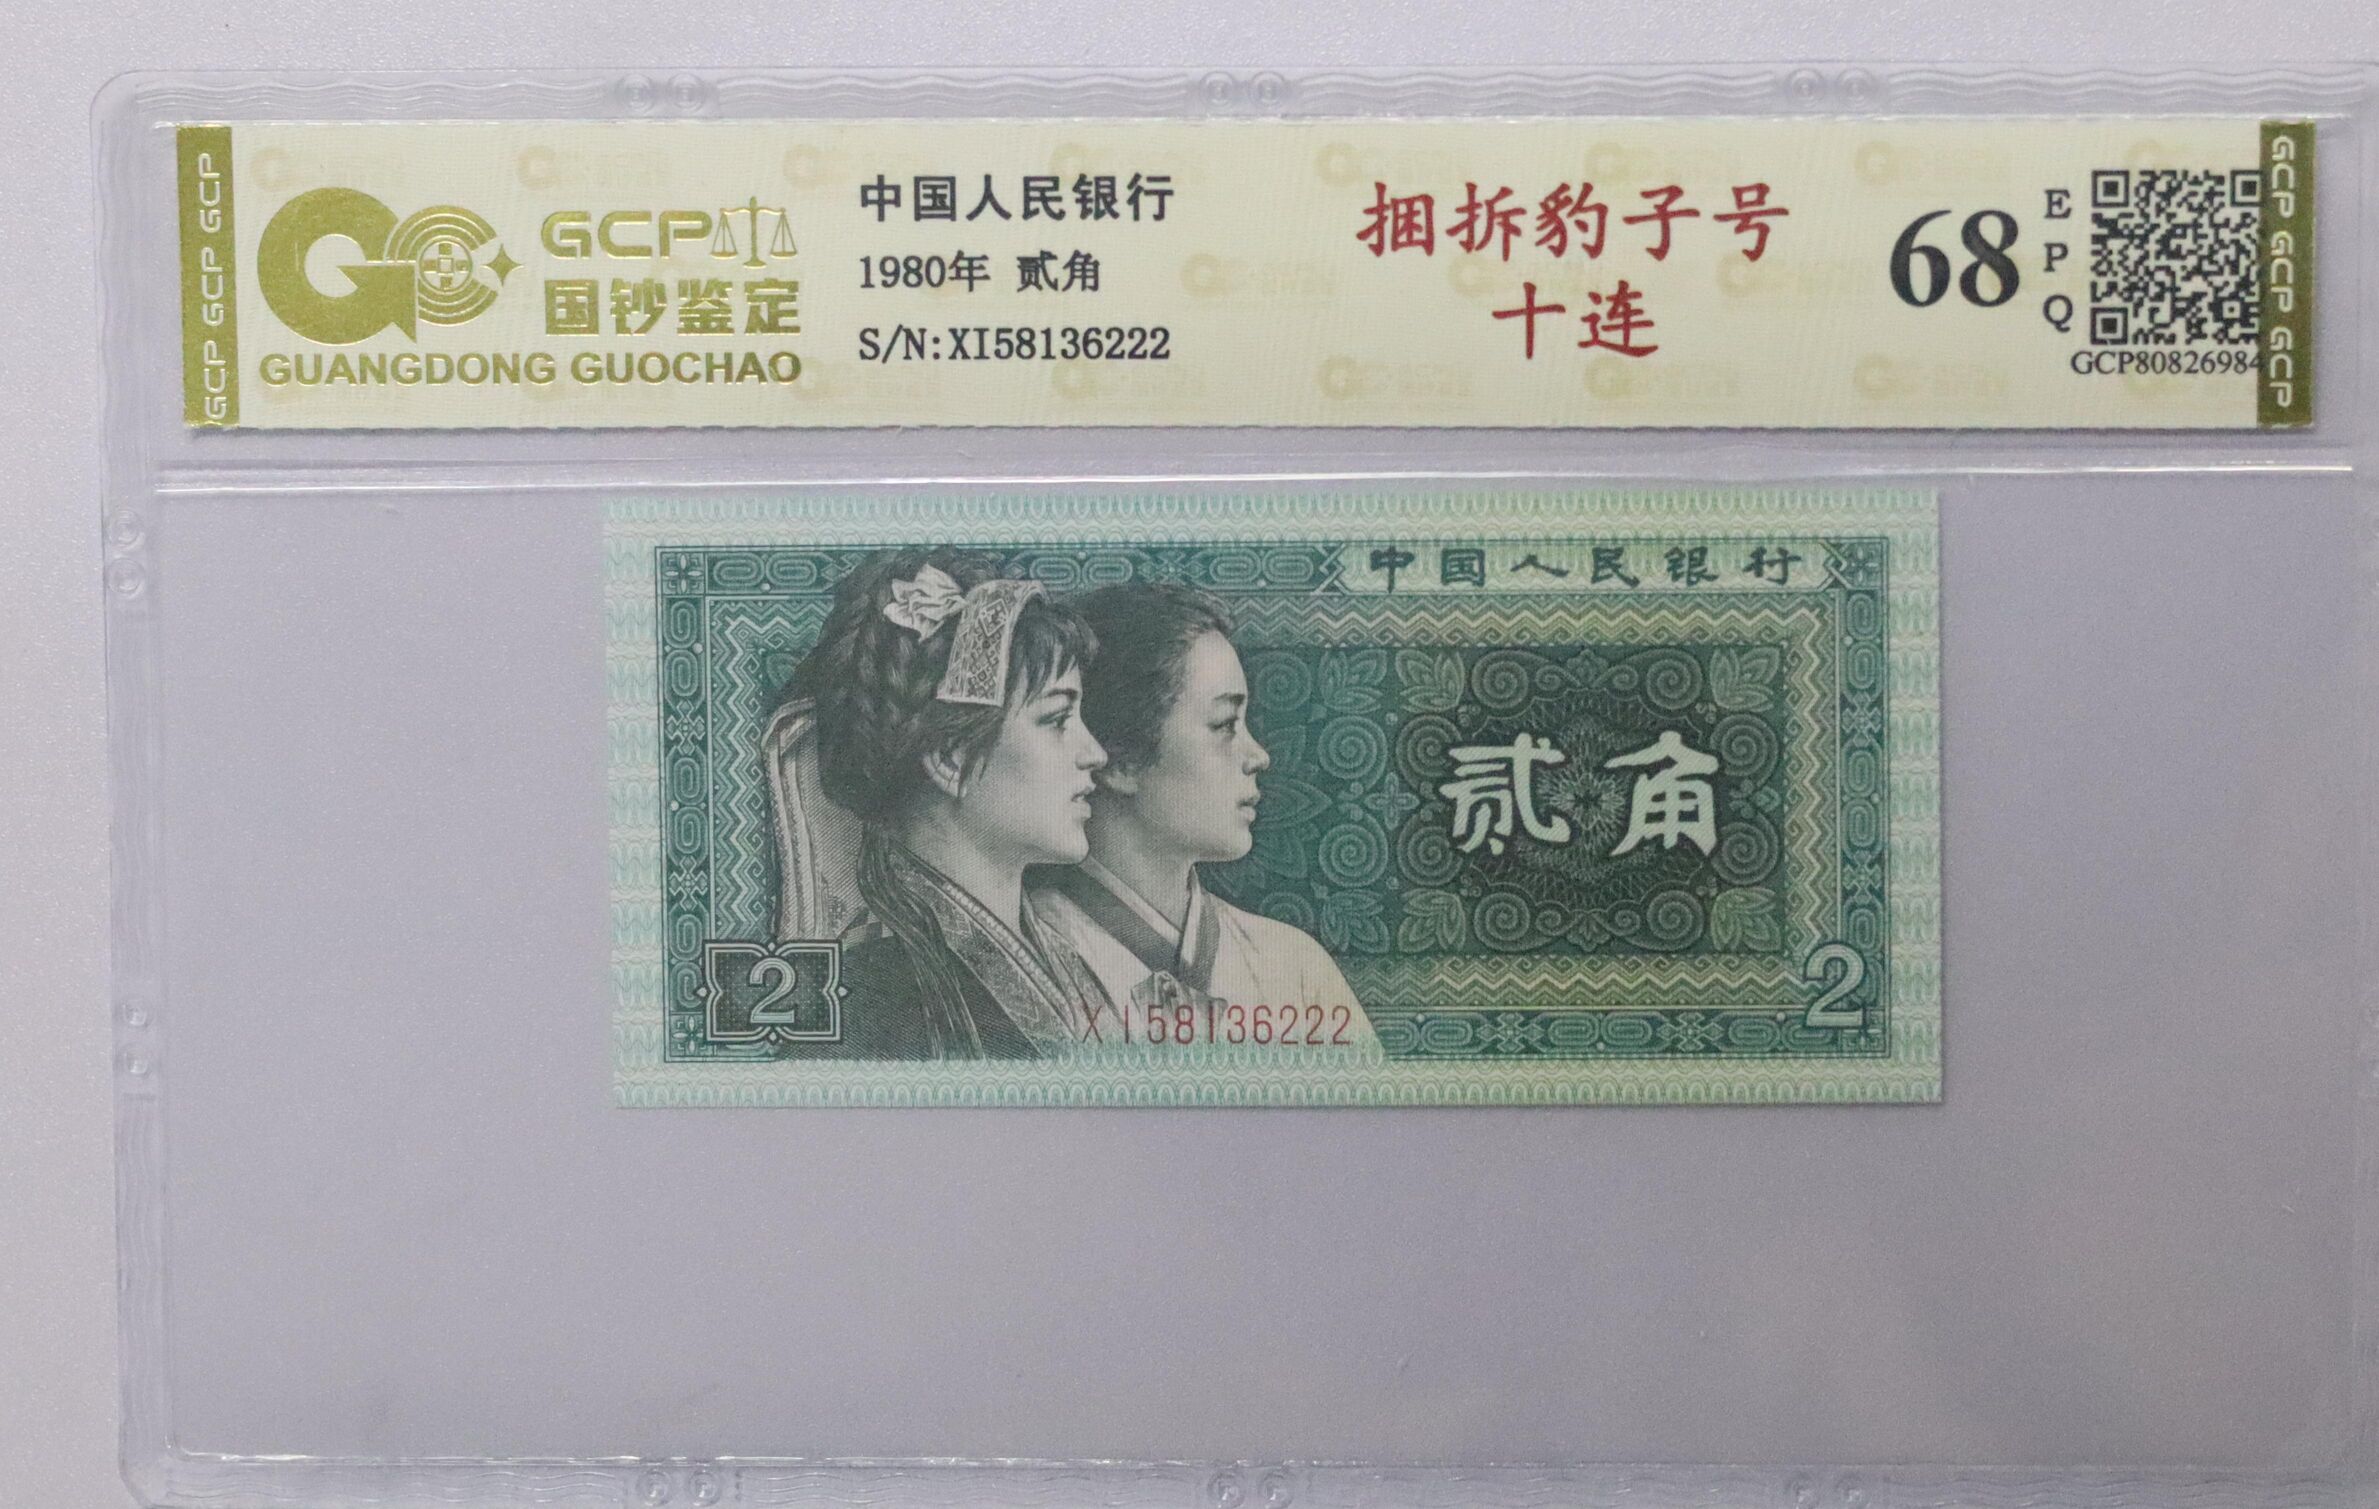 GCP GCP GCP
GCP
国钞鉴定
GUANGDONG GUOCHAO
中国人民银行
1980年 贰角
S/N:XI58136222
捆拆豹子号
十连
68
E
P
Q
GCP80826984
GCP GCP GCP
中国人民银行
贰角
2
2
XI58136222